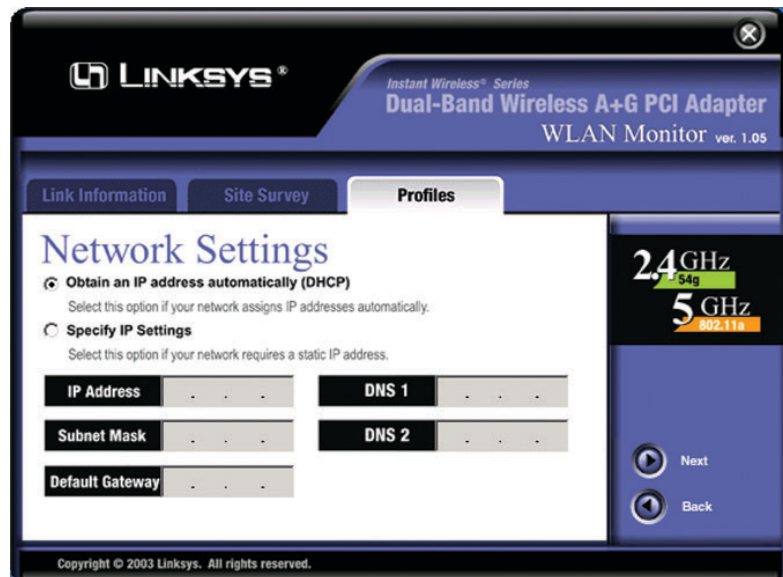 LINKSYS®
Instant Wireless® Series
Dual-Band Wireless A+G PCI Adapter
WLAN Monitor ver. 1.05
Link Information
Site Survey
Profiles
Network Settings
Obtain an IP address automatically (DHCP)
Select this option if your network assigns IP addresses automatically.
Specify IP Settings
Select this option if your network requires a static IP address.
IP Address . . .
DNS 1 . . .
Subnet Mask . . .
DNS 2 . . .
Default Gateway . . .
2.4 GHz
54g
5 GHz
802.11a
Next
Back
Copyright © 2003 Linksys. All rights reserved.